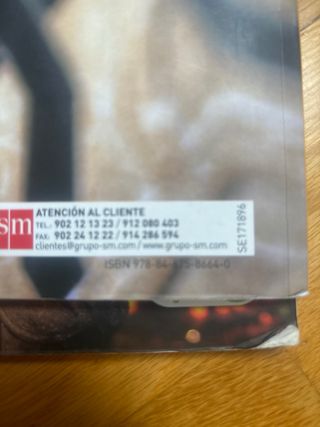 sm
ATENCIÓN AL CLIENTE
TEL.: 902 12 13 23 / 912 080 403
FAX: 902 24 12 22 / 914 286 594
clientes@grupo-sm.com / www.grupo-sm.com
SE171896
ISBN 978-84-675-8664-0